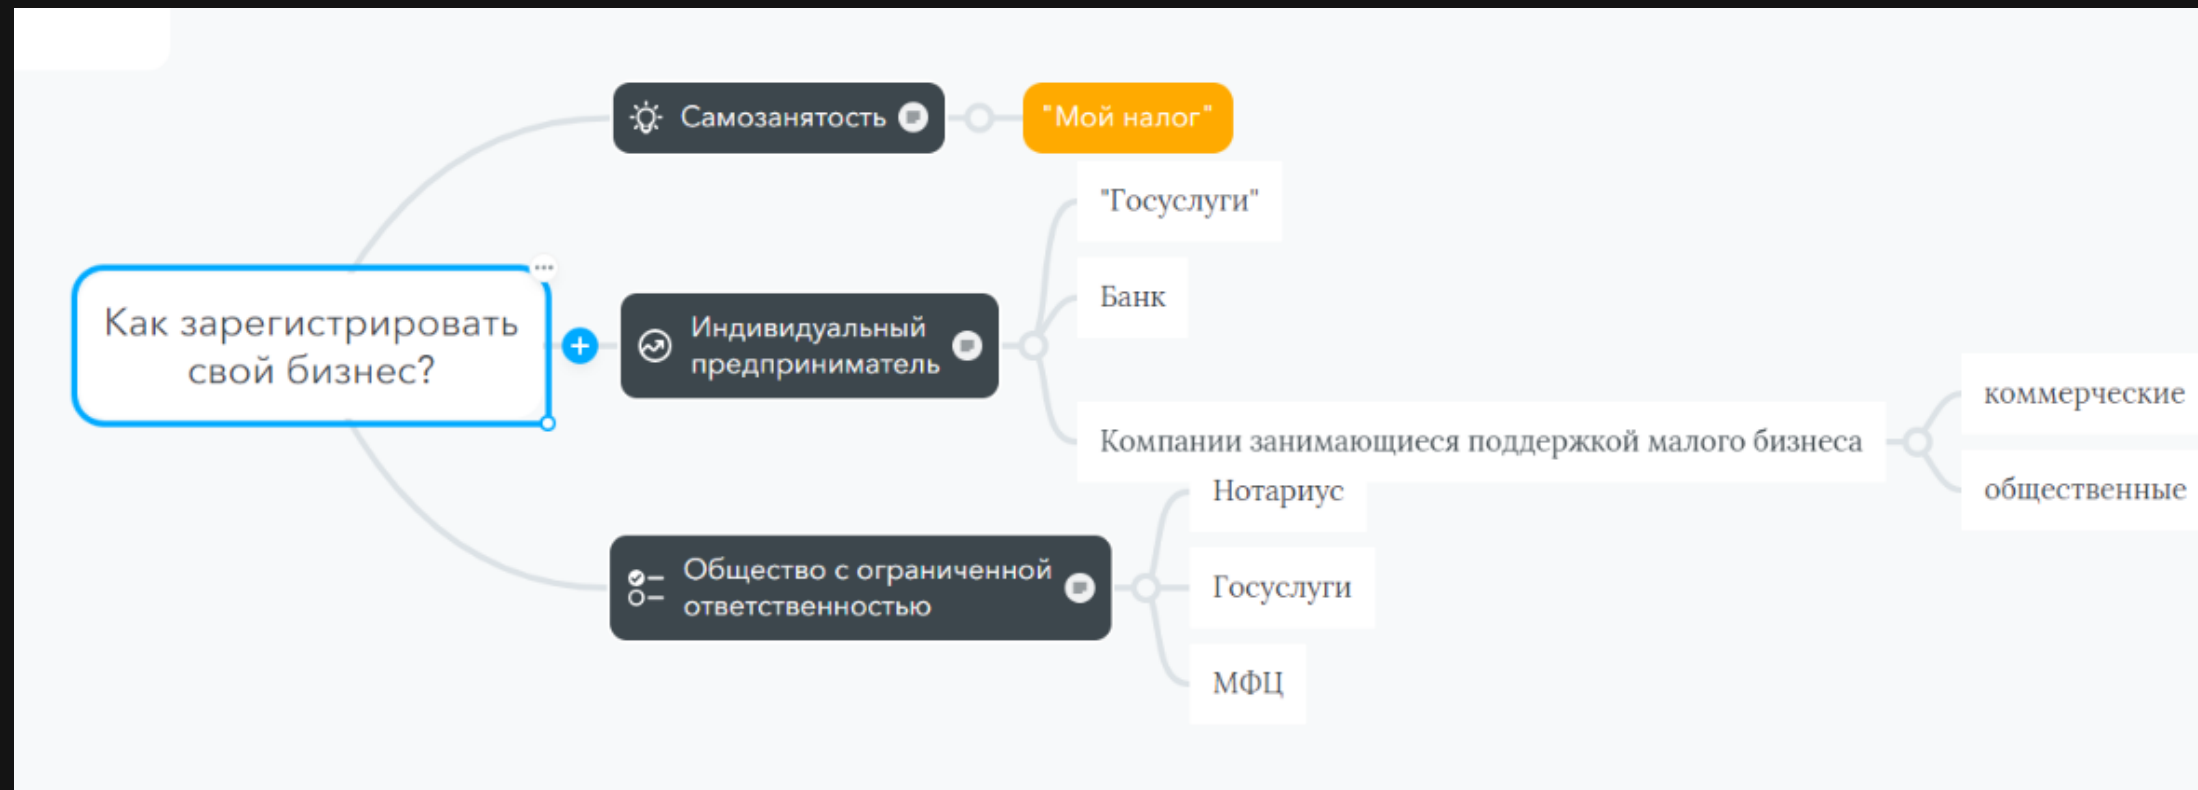 Самозанятость
"Мой налог"
"Госуслуги"
Банк
Как зарегистрировать
свой бизнес?
Индивидуальный
предприниматель
Компании занимающиеся поддержкой малого бизнеса
коммерческие
общественные
Общество с ограниченной
ответственностью
Нотариус
Госуслуги
МФЦ